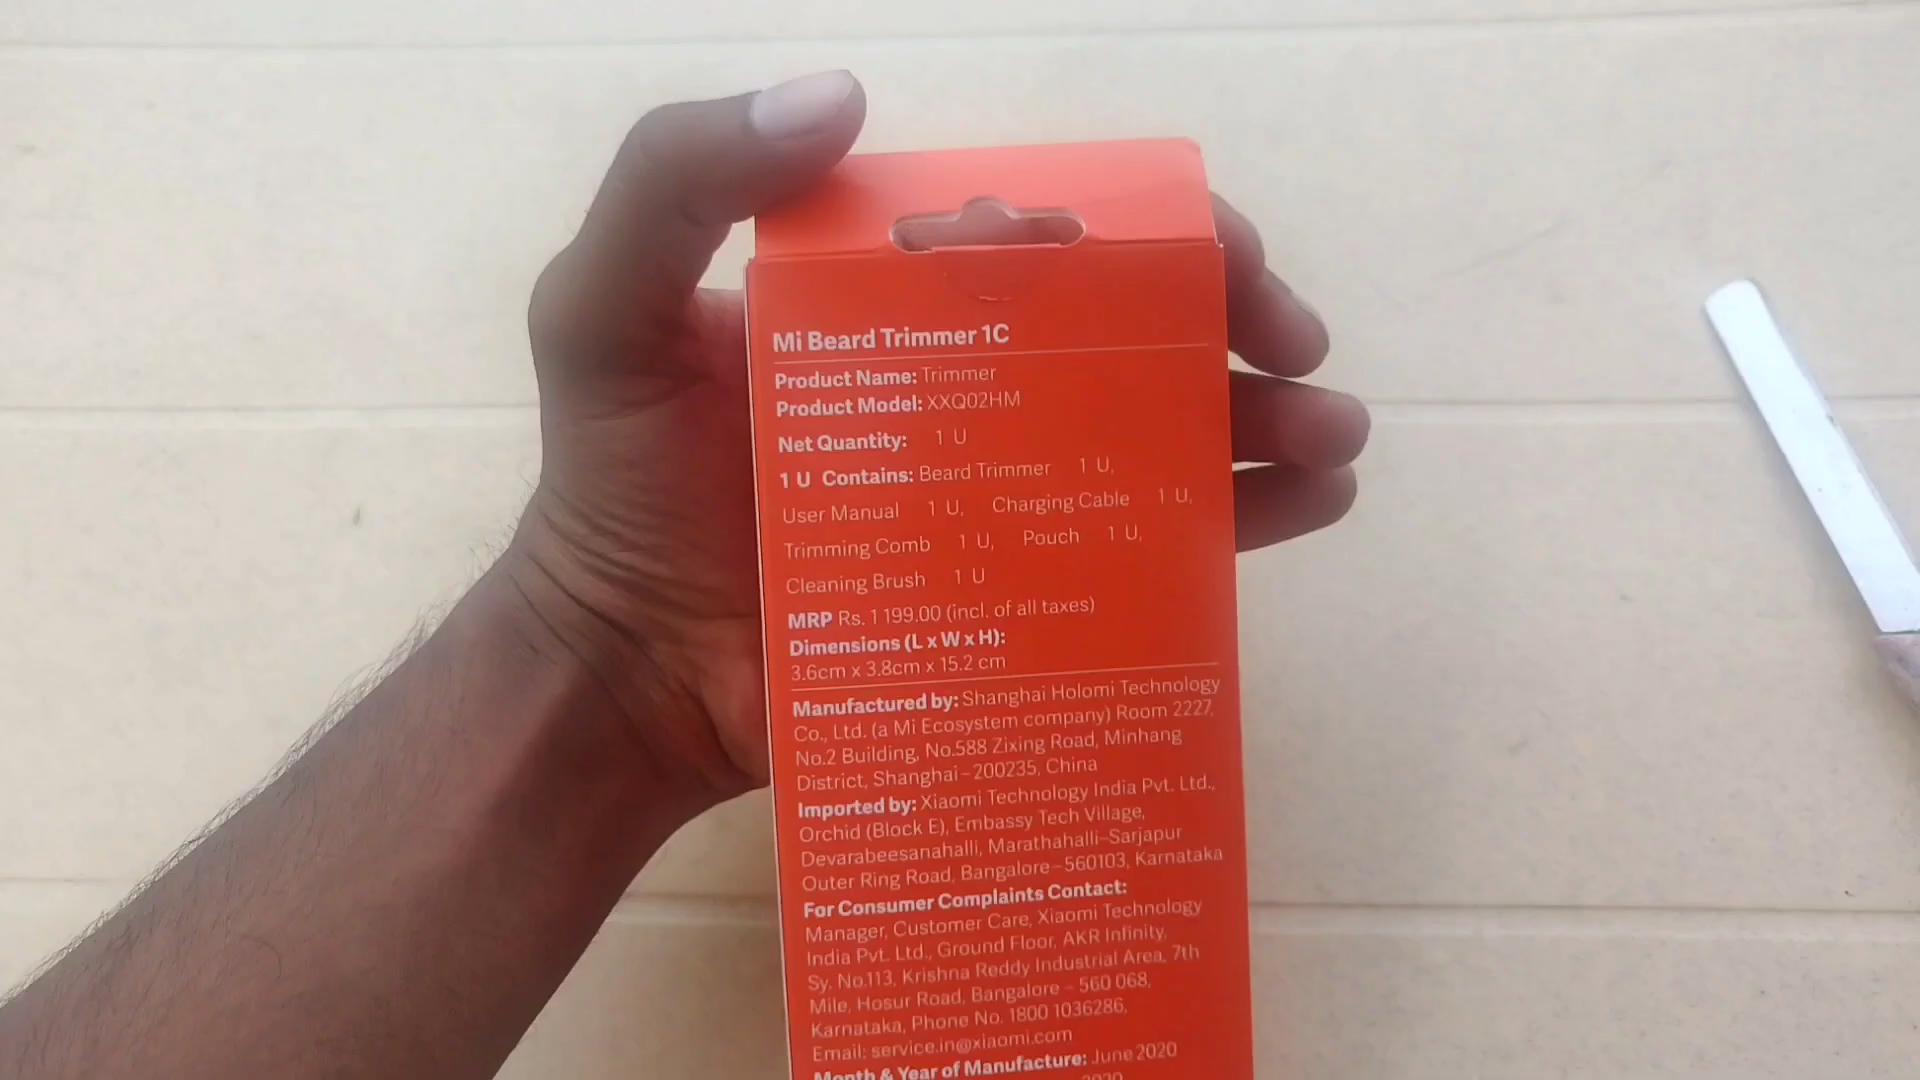 Mi Beard Trimmer 1C
Product Name: Trimmer
Product Model: XXQ02HM
Net Quantity: 1 U
1 U Contains: Beard Trimmer 1 U,
User Manual 1 U, Charging Cable 1 U,
Trimming Comb 1 U, Pouch 1 U,
Cleaning Brush 1 U
MRP Rs. 1199.00 (incl. of all taxes)
Dimensions (L x W x H):
3.6cm x 3.8cm x 15.2 cm
Manufactured by: Shanghai Holomi Technology
Co., Ltd. (a Mi Ecosystem company) Room 2227,
No.2 Building, No.588 Zixing Road, Minhang
District, Shanghai-200235, China
Imported by: Xiaomi Technology India Pvt. Ltd.,
Orchid (Block E), Embassy Tech Village,
Devarabeesanahalli, Marathahalli-Sarjapur
Outer Ring Road, Bangalore-560103, Karnataka
For Consumer Complaints Contact:
Manager, Customer Care, Xiaomi Technology
India Pvt. Ltd., Ground Floor, AKR Infinity,
Sy. No.113, Krishna Reddy Industrial Area, 7th
Mile, Hosur Road, Bangalore - 560 068,
Karnataka, Phone No. 1800 1036286,
Email: service.in@xiaomi.com
Month & Year of Manufacture: June 2020